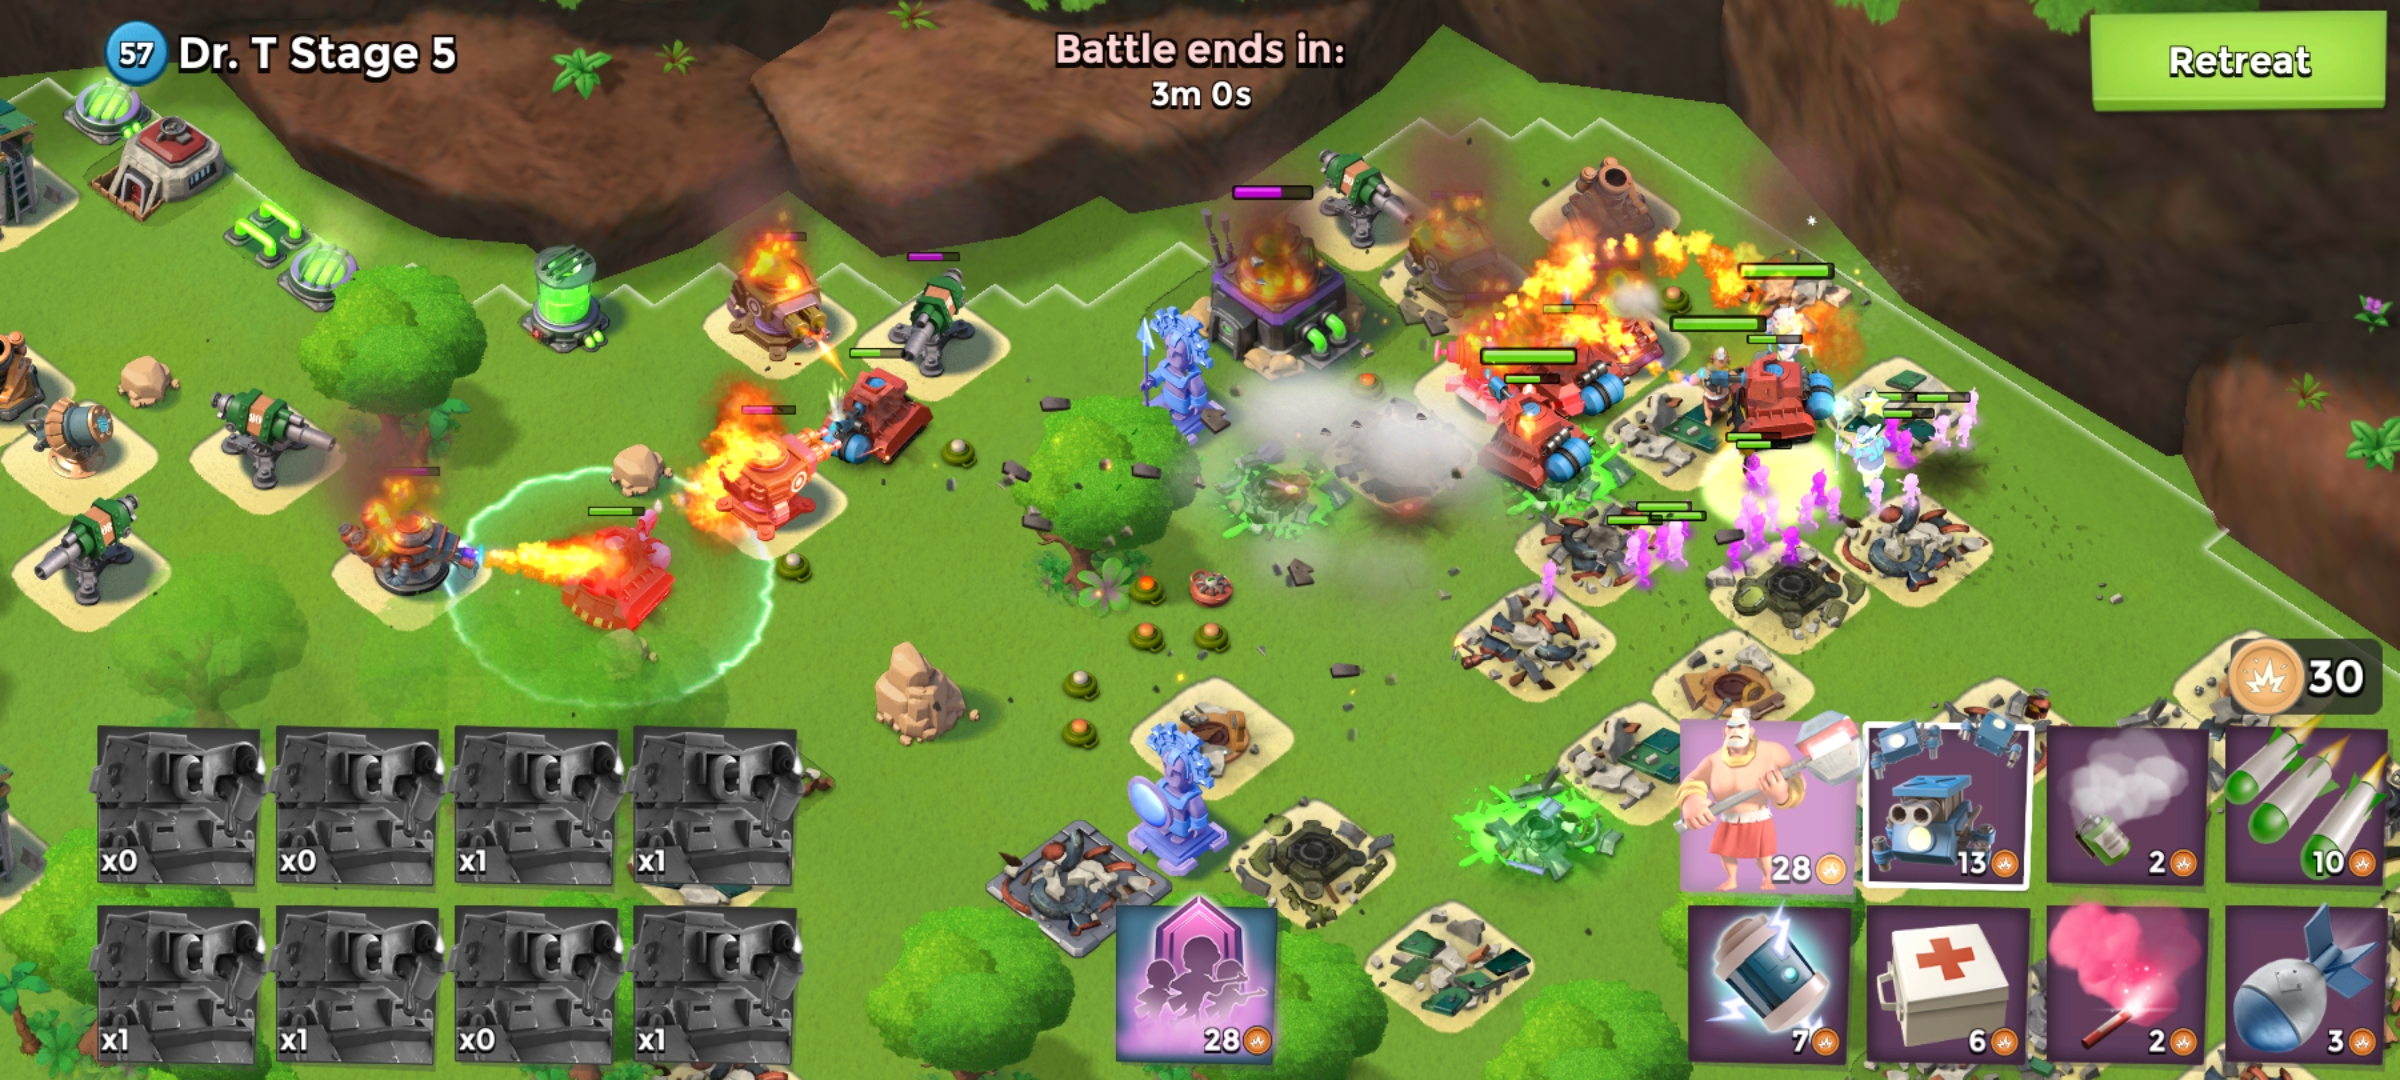 57 Dr. T Stage 5
Battle ends in:
3m 0s
Retreat
30
x0 x0 x1 x1
28 13 2 10
x1 x1 x0 x1
28
7 6 2 3